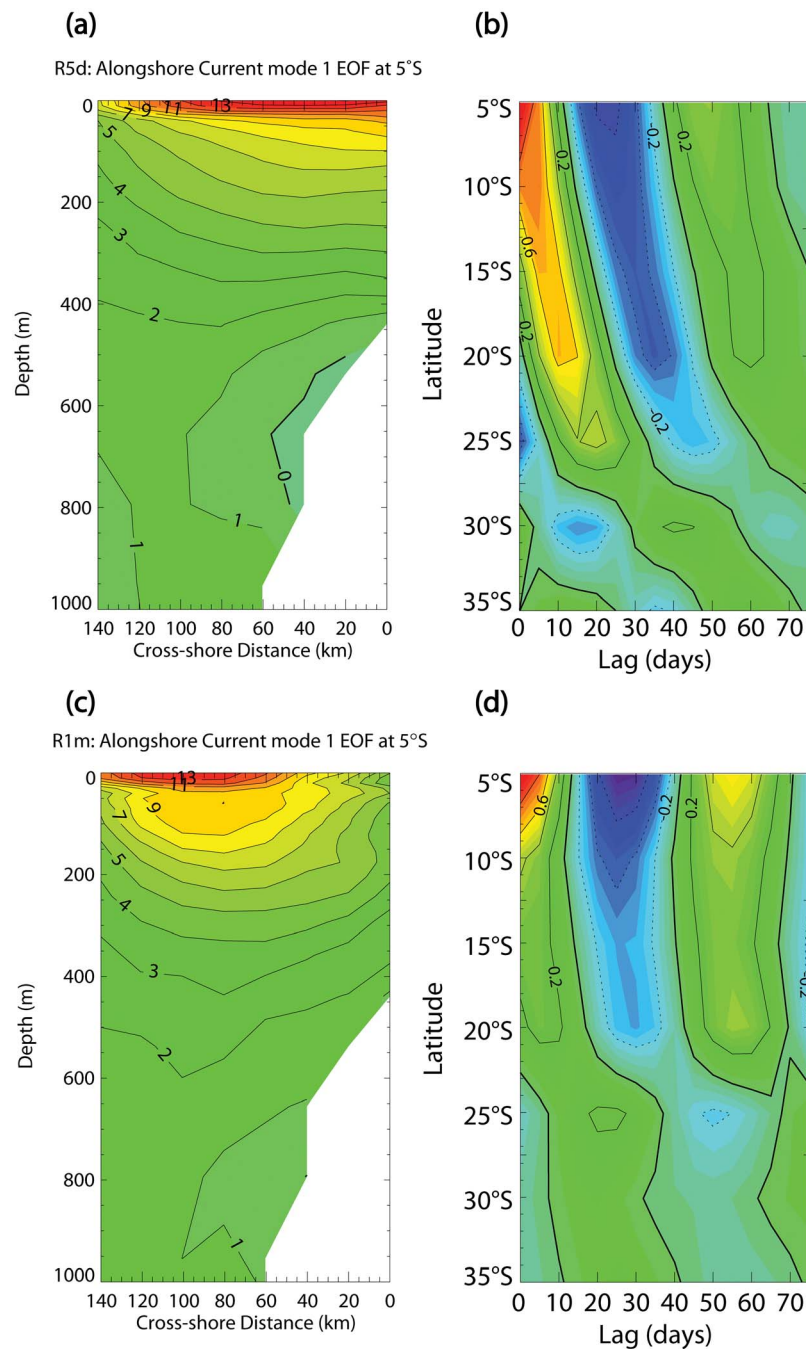 (a)
(b)
R5d: Alongshore Current mode 1 EOF at 5°S
0
200
400
600
800
1000
Depth (m)
5
7
9
11
13
4
3
2
1
1
0
140 120 100 80 60 40 20 0
Cross-shore Distance (km)
5°S
10°S
15°S
20°S
25°S
30°S
35°S
Latitude
0.2
-0.2
0.2
0.6
0.2
-0.2
0 10 20 30 40 50 60 70
Lag (days)
(c)
(d)
R1m: Alongshore Current mode 1 EOF at 5°S
0
200
400
600
800
1000
Depth (m)
13
11
9
7
5
4
3
2
1
140 120 100 80 60 40 20 0
Cross-shore Distance (km)
5°S
10°S
15°S
20°S
25°S
30°S
35°S
Latitude
0.6
-0.2
0.2
0.2
0 10 20 30 40 50 60 70
Lag (days)